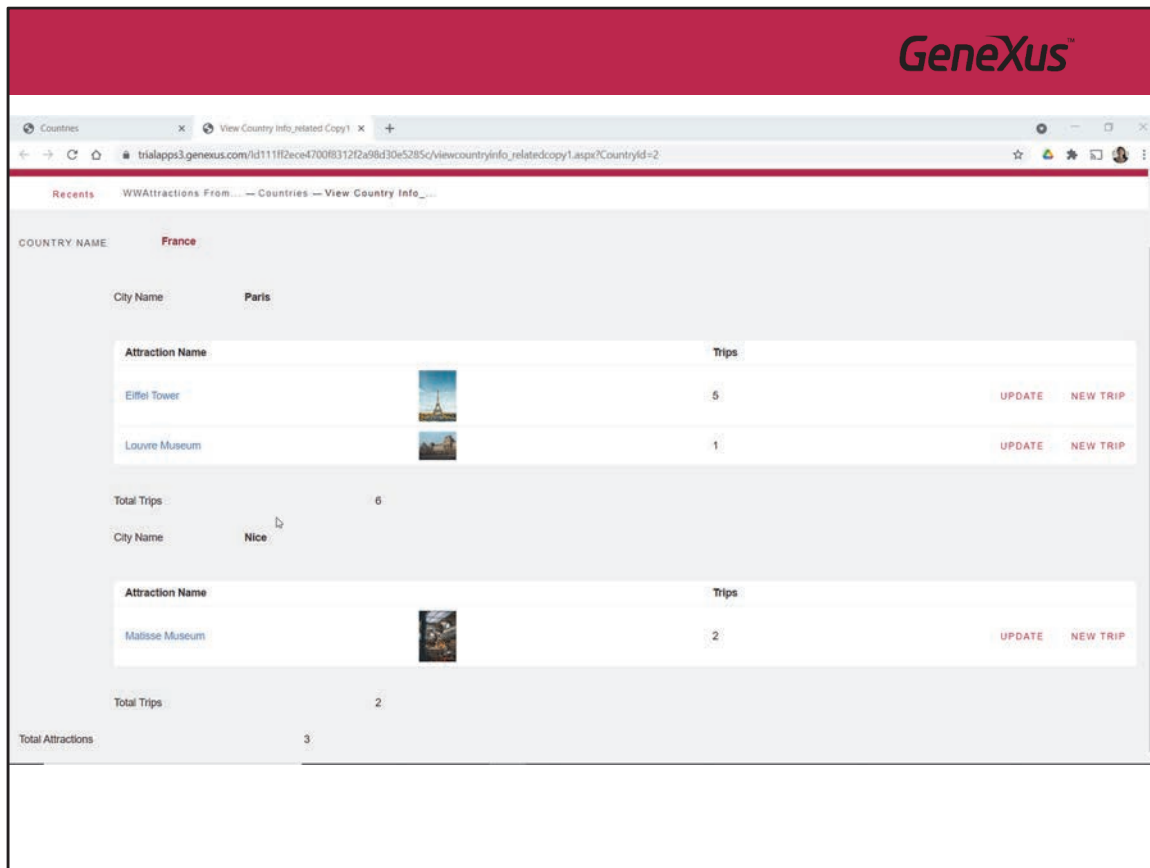 GeneXus™
Countries
View Country Info_related Copy1
trialapps3.genexus.com/Id111ff2ece4700f8312f2a98d30e5285c/viewcountryinfo_relatedcopy1.aspx?CountryId=2
Recents WWAttractions From... — Countries — View Country Info_...
COUNTRY NAME France
City Name Paris
Attraction Name Trips
Eiffel Tower 5 UPDATE NEW TRIP
Louvre Museum 1 UPDATE NEW TRIP
Total Trips 6
City Name Nice
Attraction Name Trips
Matisse Museum 2 UPDATE NEW TRIP
Total Trips 2
Total Attractions 3